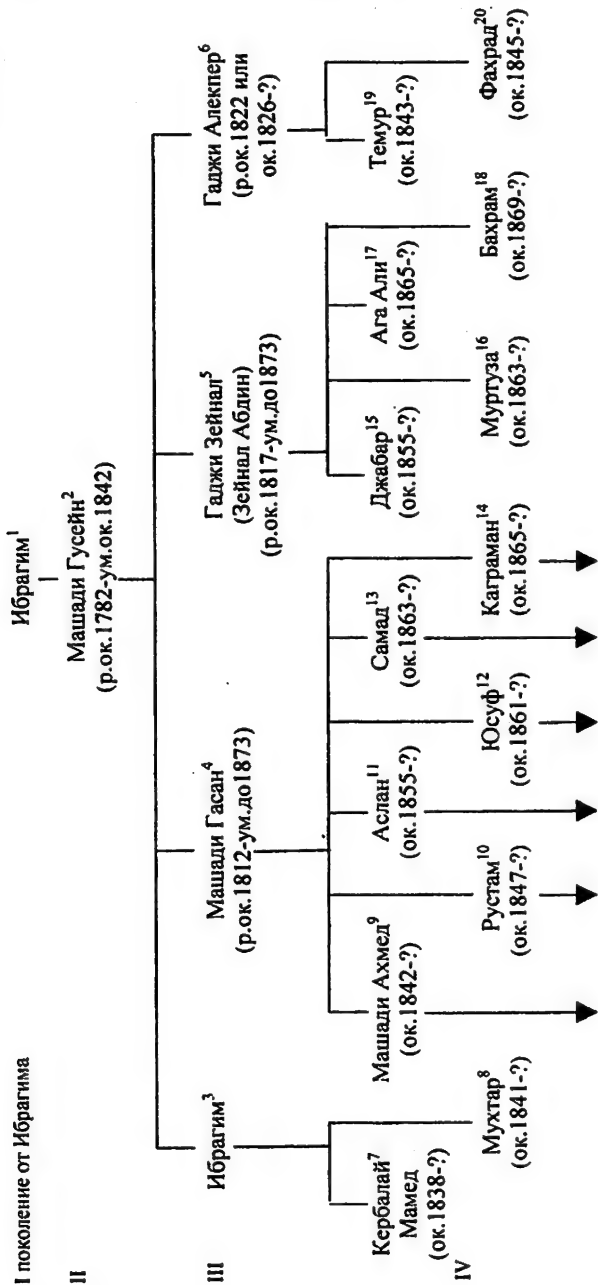 I поколение от Ибрагима
Ибрагим¹
II
Машади Гусейн²
(р.ок.1782-ум.ок.1842)
III
Ибрагим³
Машади Гасан⁴
(р.ок.1812-ум.до1873)
Гаджи Зейнал⁵
(Зейнал Абдин)
(р.ок.1817-ум.до1873)
Гаджи Алекпер⁶
(р.ок.1822 или
ок.1826-?)
Кербалай⁷
Мамед
(ок.1838-?)
Машади Ахмед⁹
(ок.1842-?)
Аслан¹¹
(ок.1855-?)
Самад¹³
(ок.1863-?)
Джабар¹⁵
(ок.1855-?)
Ага Али¹⁷
(ок.1865-?)
Темур¹⁹
(ок.1843-?)
IV
Мухтар⁸
(ок.1841-?)
Рустам¹⁰
(ок.1847-?)
Юсуф¹²
(ок.1861-?)
Каграман¹⁴
(ок.1865-?)
Муртуза¹⁶
(ок.1863-?)
Бахрам¹⁸
(ок.1869-?)
Фахрад²⁰
(ок.1845-?)